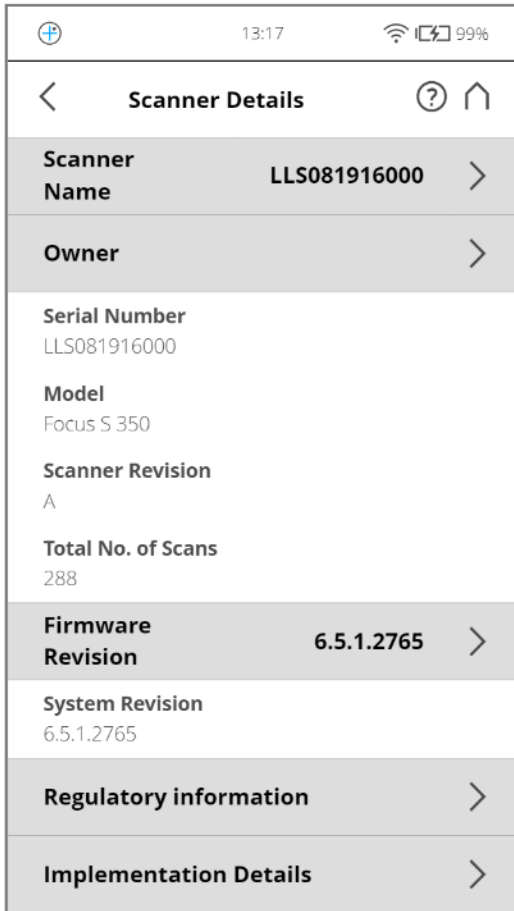 13:17 99%
Scanner Details
Scanner
Name
LLS081916000
Owner
Serial Number
LLS081916000
Model
Focus S 350
Scanner Revision
A
Total No. of Scans
288
Firmware
Revision
6.5.1.2765
System Revision
6.5.1.2765
Regulatory information
Implementation Details